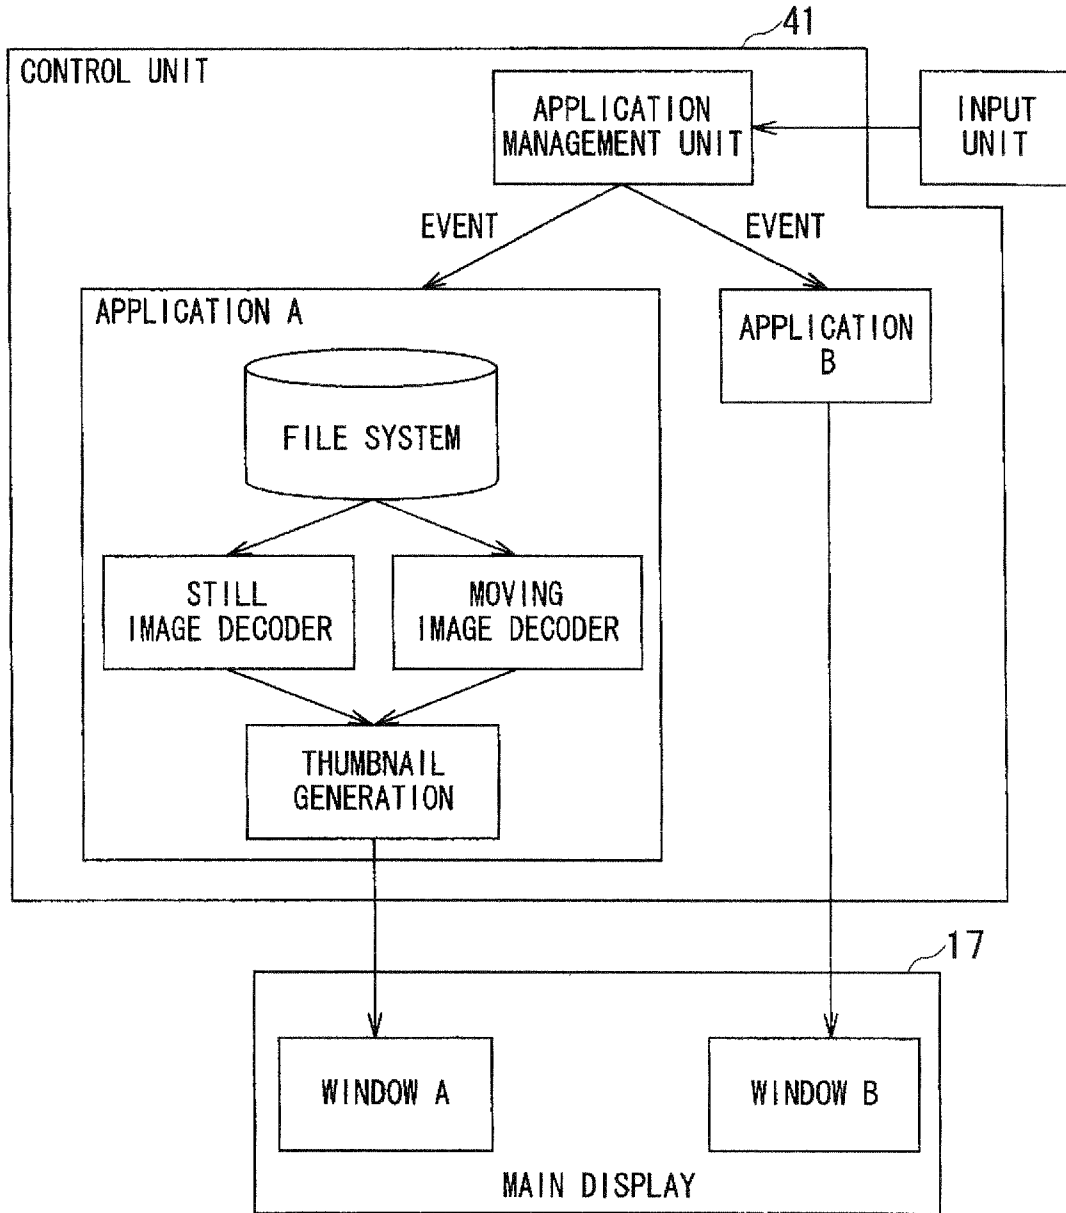 41
CONTROL UNIT
APPLICATION
MANAGEMENT UNIT
INPUT
UNIT
EVENT
EVENT
APPLICATION A
APPLICATION
B
FILE SYSTEM
STILL
IMAGE DECODER
MOVING
IMAGE DECODER
THUMBNAIL
GENERATION
17
WINDOW A
WINDOW B
MAIN DISPLAY